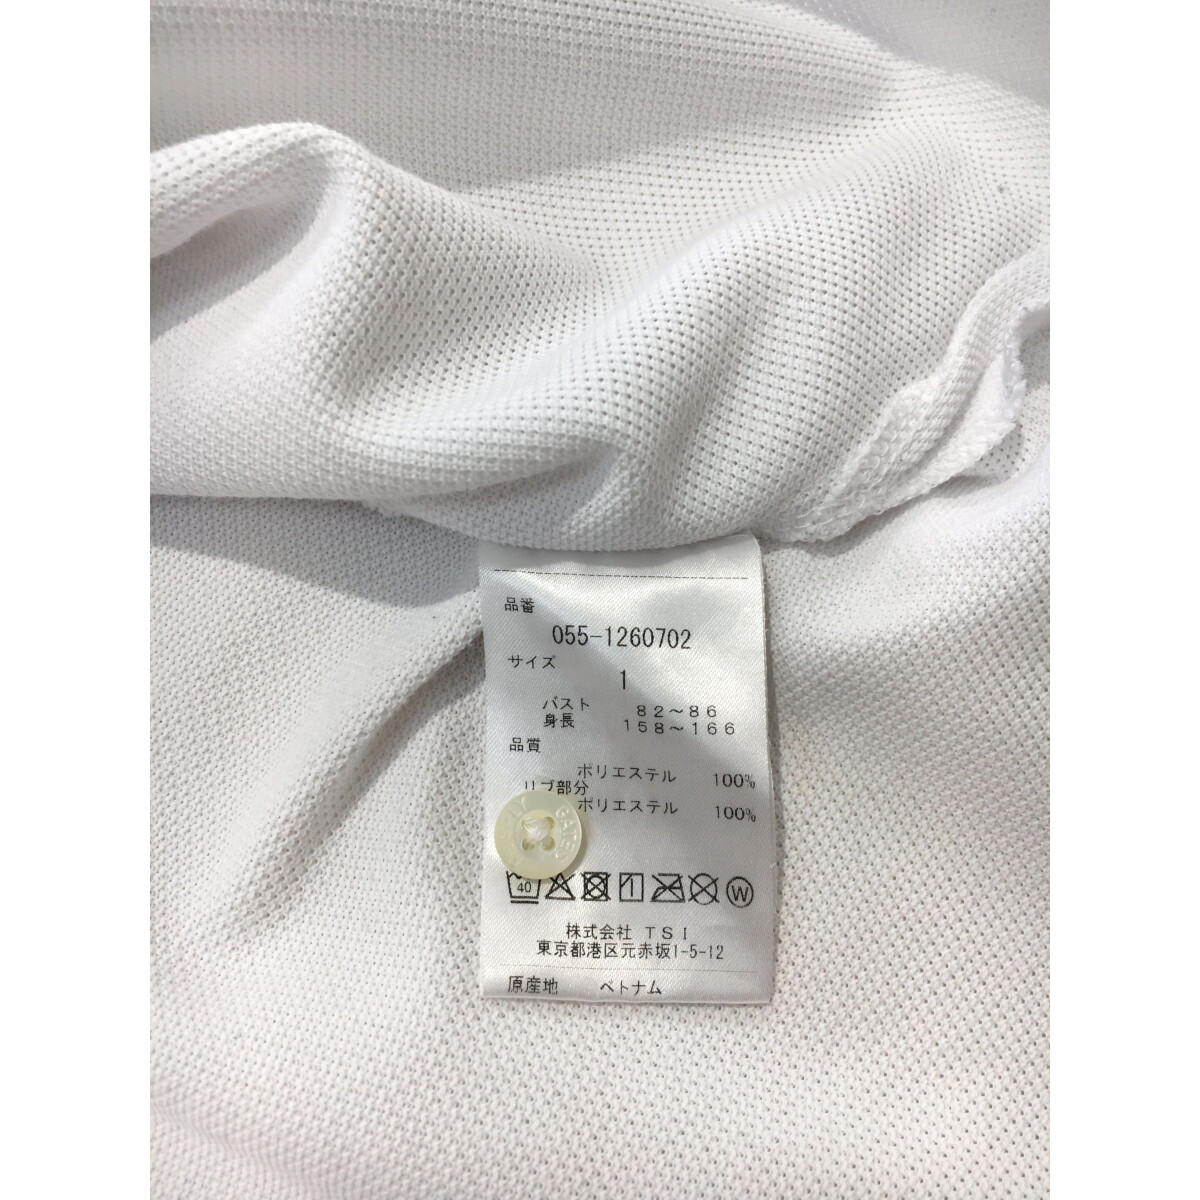 品番
055-1260702
サイズ
1
バスト 82～86
身長 158～166
品質
ポリエステル 100%
リブ部分
ポリエステル 100%
GATES
40
W
株式会社 TSI
東京都港区元赤坂1-5-12
原産地 ベトナム